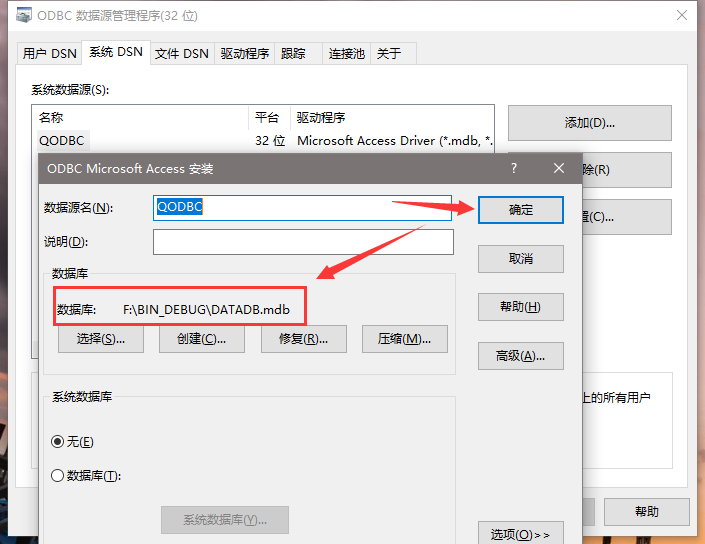 ODBC 数据源管理程序(32 位)
用户 DSN 系统 DSN 文件 DSN 驱动程序 跟踪 连接池 关于
系统数据源(S):
名称 平台 驱动程序
QODBC 32 位 Microsoft Access Driver (*.mdb, *.
添加(D)...
除(R)
(C)...
ODBC Microsoft Access 安装 ?
数据源名(N): QODBC
确定
说明(D):
取消
数据库
数据库: F:\BIN_DEBUG\DATADB.mdb
帮助(H)
选择(S)... 创建(C)... 修复(R)... 压缩(M)...
高级(A)...
系统数据库
上的所有用户
无(E)
数据库(T):
系统数据库(Y)...
帮助
选项(O)>>